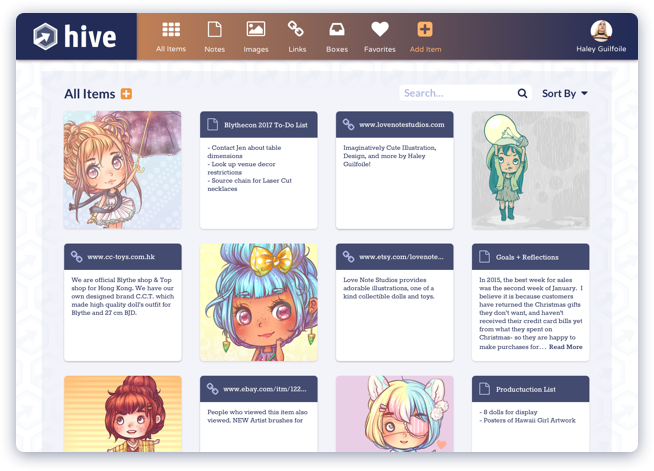 hive
All Items
Notes
Images
Links
Boxes
Favorites
Add Item
Haley Guilfoile
All Items
Search...
Sort By
Blythecon 2017 To-Do List
- Contact Jen about table
dimensions
- Look up venue decor
restrictions
- Source chain for Laser Cut
necklaces
www.lovenotestudios.com
Imaginatively Cute Illustration,
Design, and more by Haley
Guilfoile!
www.cc-toys.com.hk
We are official Blythe shop & Top
shop for Hong Kong. We have our
own designed brand C.C.T. which
made high quality doll's outfit for
Blythe and 27 cm BJD.
www.etsy.com/lovenote...
Love Note Studios provides
adorable illustrations, one of a
kind collectible dolls and toys.
Goals + Reflections
In 2015, the best week for sales
was the second week of January. I
believe it is because customers
have returned the Christmas gifts
they don't want, and haven't
received their credit card bills yet
from what they spent on
Christmas- so they are happy to
make purchases for... Read More
www.ebay.com/itm/122...
People who viewed this item also
viewed. NEW Artist brushes for
Productuction List
- 8 dolls for display
- Posters of Hawaii Girl Artwork